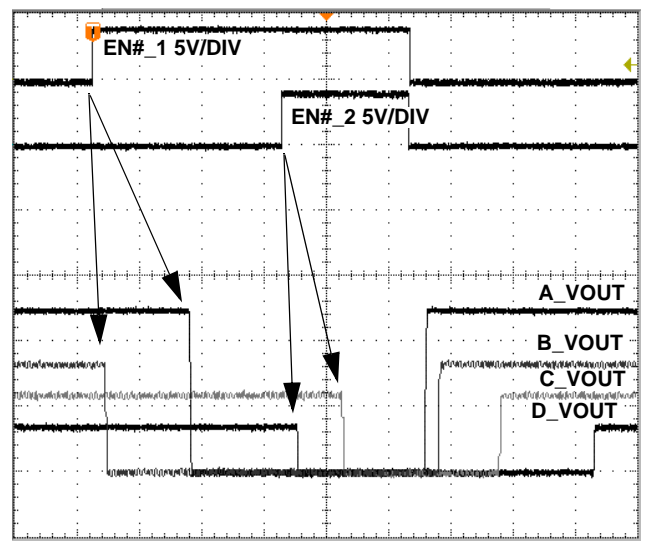 EN#_1 5V/DIV
EN#_2 5V/DIV
A_VOUT
B_VOUT
C_VOUT
D_VOUT